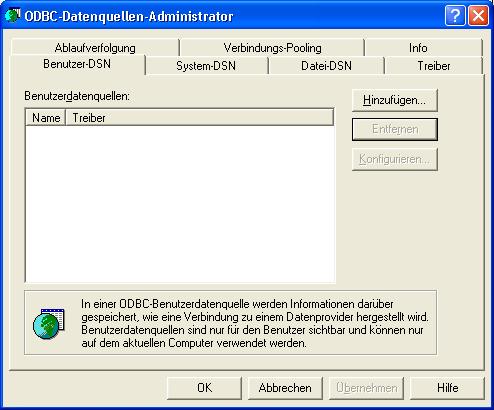 ODBC-Datenquellen-Administrator
Ablaufverfolgung Verbindungs-Pooling Info
Benutzer-DSN System-DSN Datei-DSN Treiber
Benutzerdatenquellen:
Hinzufügen...
Name Treiber
Entfernen
Konfigurieren...
In einer ODBC-Benutzerdatenquelle werden Informationen darüber
gespeichert, wie eine Verbindung zu einem Datenprovider hergestellt wird.
Benutzerdatenquellen sind nur für den Benutzer sichtbar und können nur
auf dem aktuellen Computer verwendet werden.
OK Abbrechen Übernehmen Hilfe